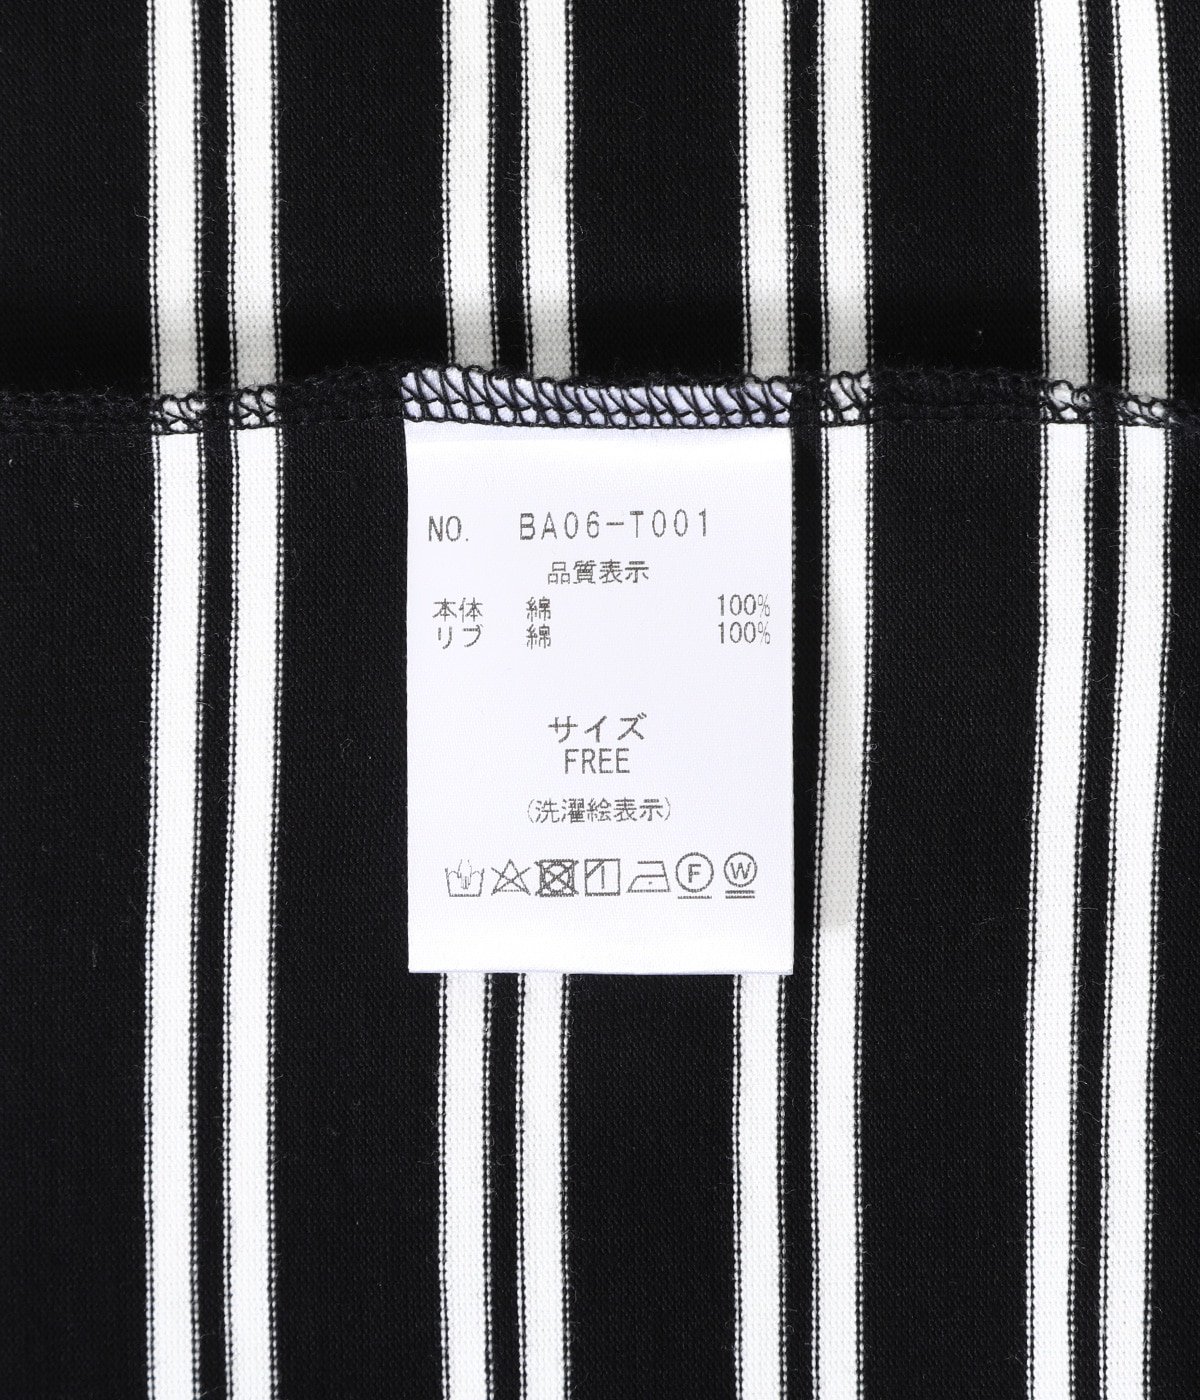 NO. BA06-T001
品質表示
本体 綿 100%
リブ 綿 100%
サイズ
FREE
(洗濯絵表示)
F W